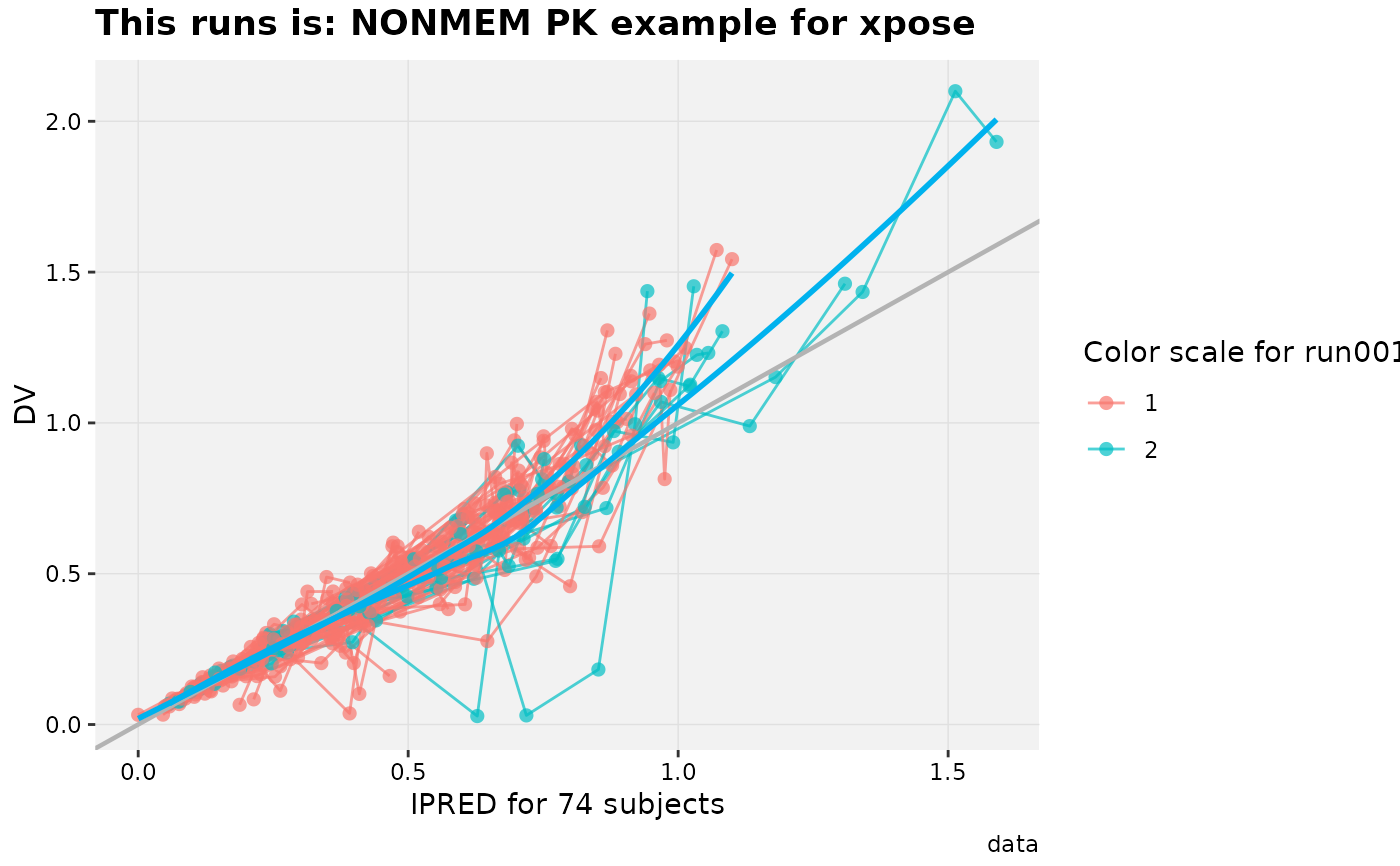 This runs is: NONMEM PK example for xpose
2.0
1.5
1.0
0.5
0.0
DV
0.0
0.5
1.0
1.5
IPRED for 74 subjects
data
Color scale for run001
1
2